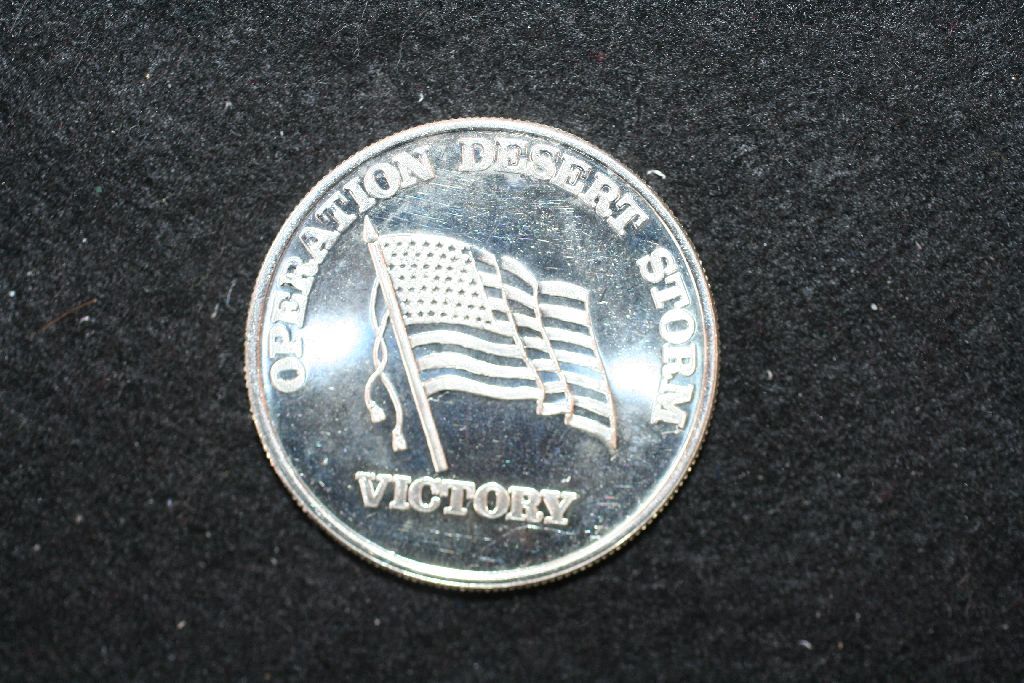 OPERATION DESERT STORM
VICTORY